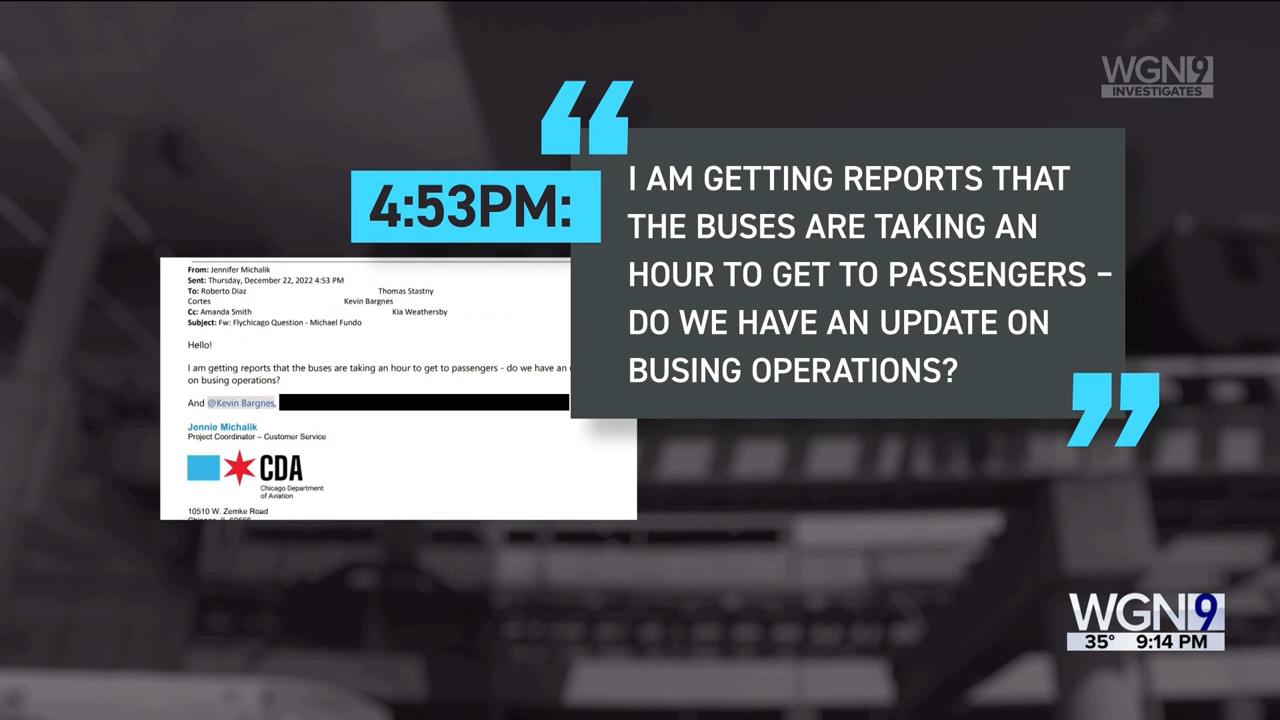 WGN9
INVESTIGATES
“
4:53PM:
I AM GETTING REPORTS THAT
THE BUSES ARE TAKING AN
HOUR TO GET TO PASSENGERS –
DO WE HAVE AN UPDATE ON
BUSING OPERATIONS?
”
From: Jennifer Michalik
Sent: Thursday, December 22, 2022 4:53 PM
To: Roberto Diaz Thomas Stastny
Cortes Kevin Bargnes
Cc: Amanda Smith Kia Weathersby
Subject: Fw: Flychicago Question - Michael Fundo
Hello!
I am getting reports that the buses are taking an hour to get to passengers - do we have an
on busing operations?
And @Kevin Bargnes,
Jennie Michalik
Project Coordinator – Customer Service
CDA
Chicago Department
of Aviation
10510 W. Zemke Road
WGN9
35° 9:14 PM